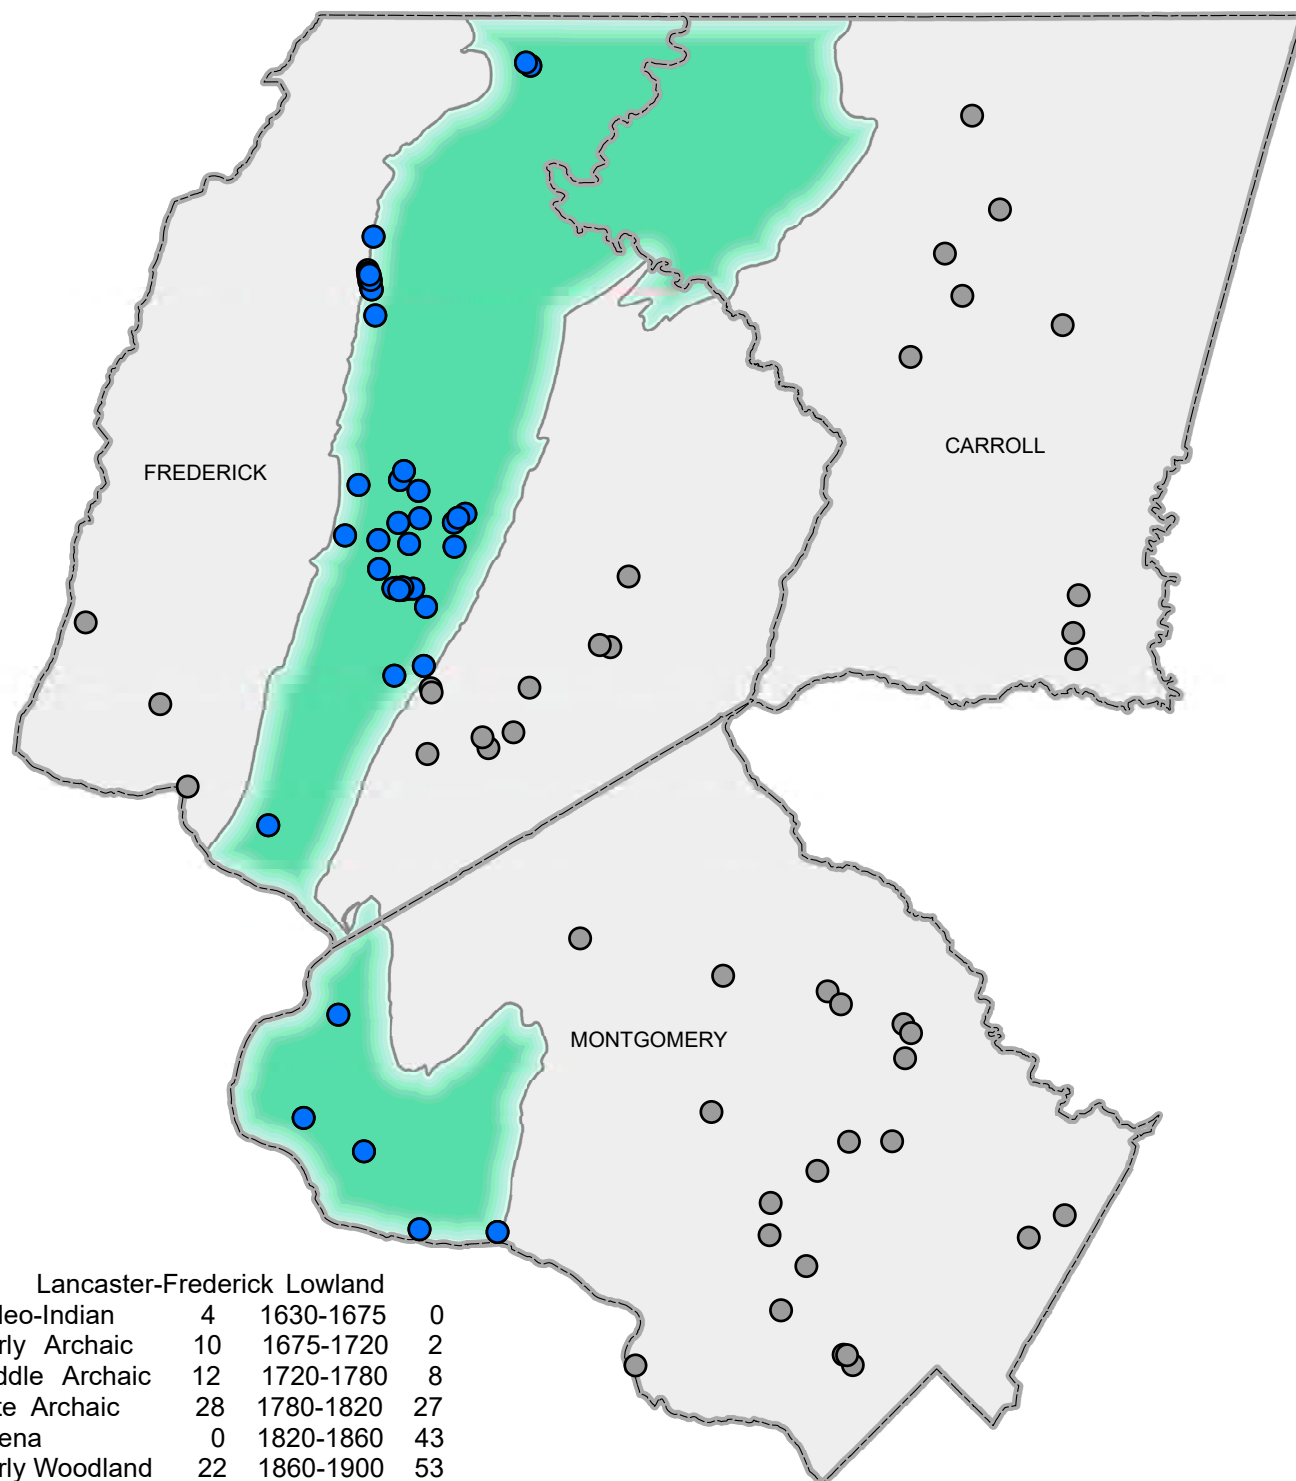 CARROLL
FREDERICK
MONTGOMERY
Lancaster-Frederick Lowland
leo-Indian 4 1630-1675 0
rly Archaic 10 1675-1720 2
ddle Archaic 12 1720-1780 8
te Archaic 28 1780-1820 27
ena 0 1820-1860 43
rly Woodland 22 1860-1900 53